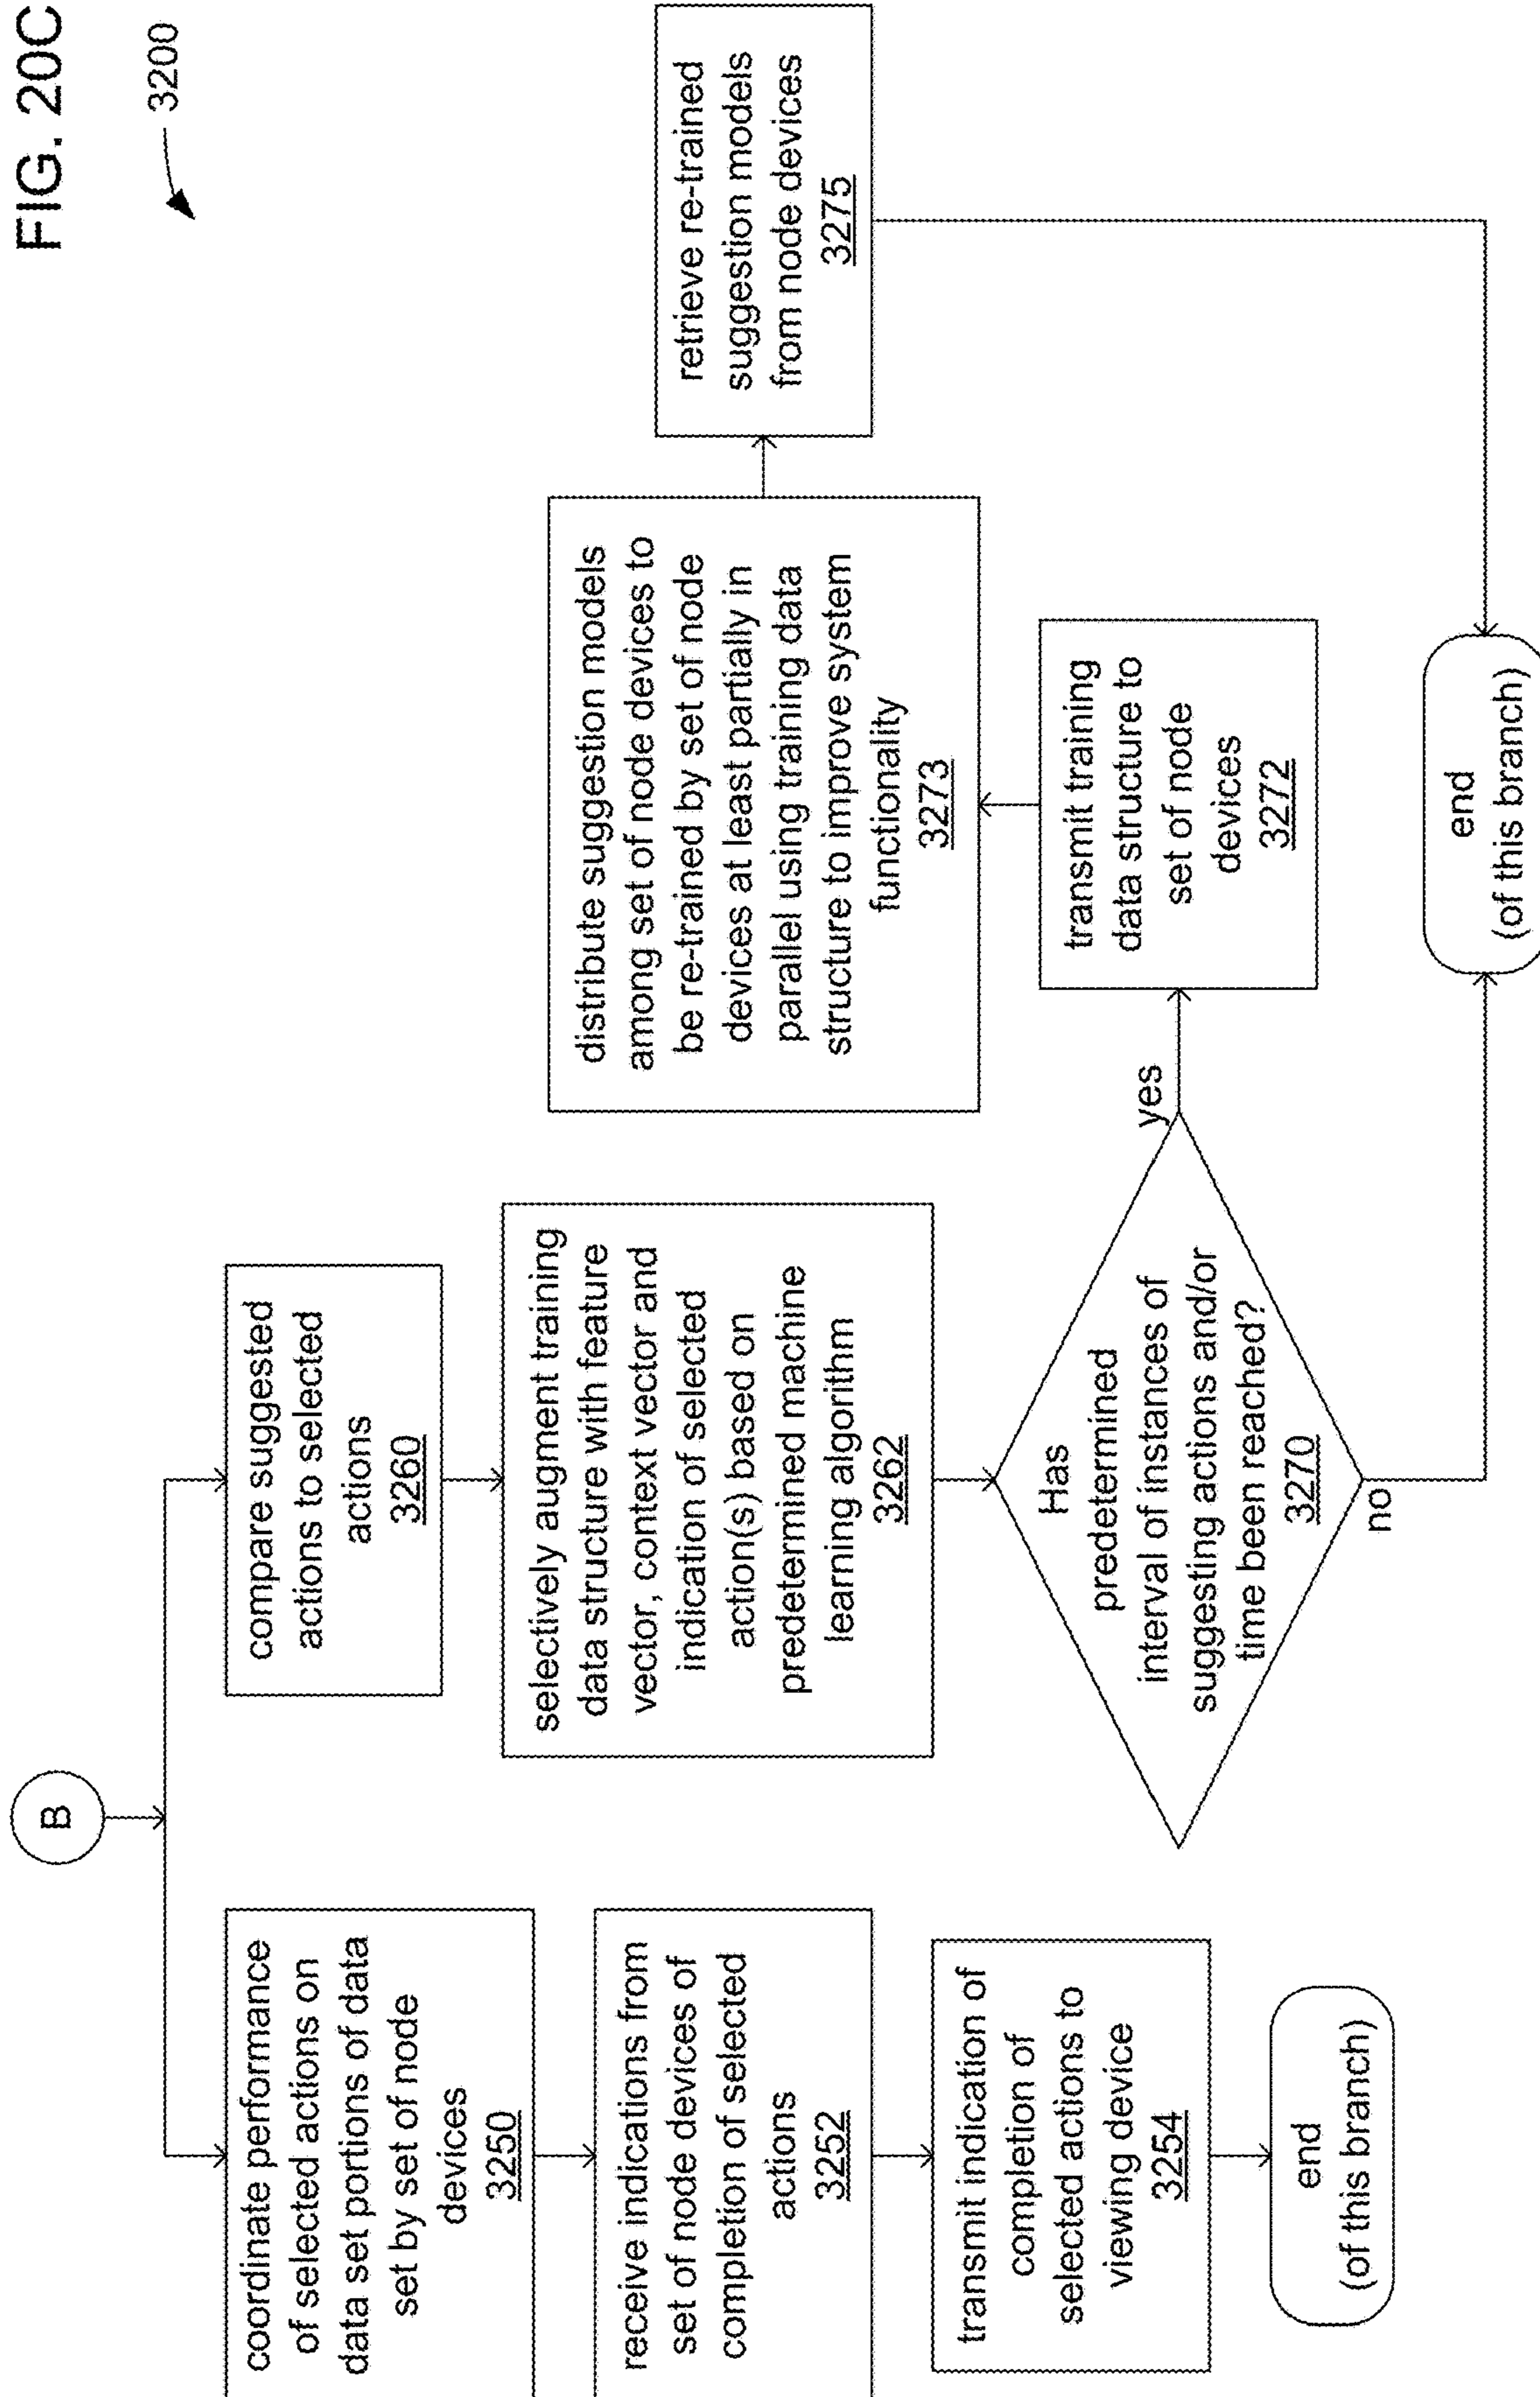 FIG. 20C
3200
B
coordinate performance
of selected actions on
data set portions of data
set by set of node
devices
3250
receive indications from
set of node devices of
completion of selected
actions
3252
transmit indication of
completion of
selected actions to
viewing device
3254
end
(of this branch)
compare suggested
actions to selected
actions
3260
selectively augment training
data structure with feature
vector, context vector and
indication of selected
action(s) based on
predetermined machine
learning algorithm
3262
Has
predetermined
interval of instances of
suggesting actions and/or
time been reached?
3270
yes
no
transmit training
data structure to
set of node
devices
3272
distribute suggestion models
among set of node devices to
be re-trained by set of node
devices at least partially in
parallel using training data
structure to improve system
functionality
3273
retrieve re-trained
suggestion models
from node devices
3275
end
(of this branch)